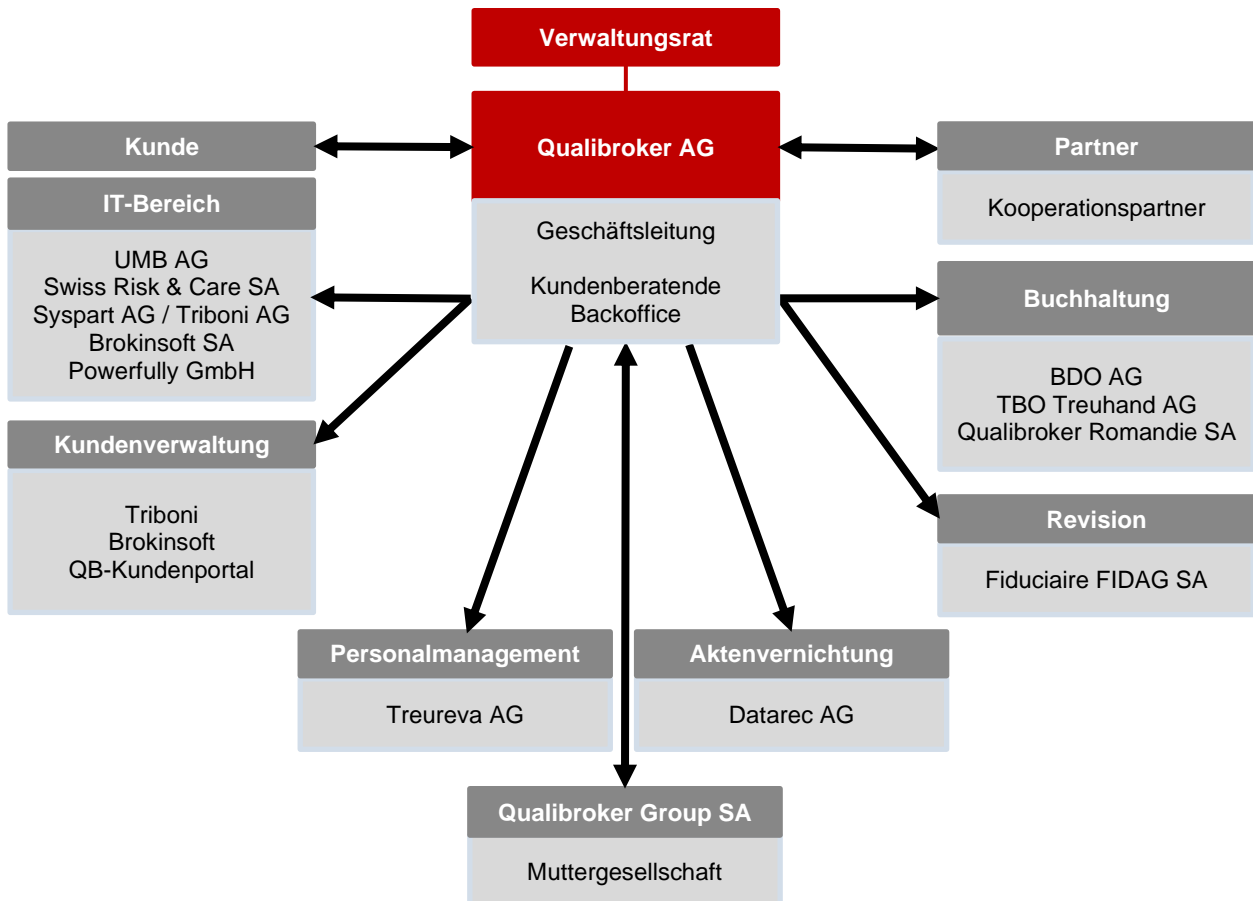 Verwaltungsrat
Qualibroker AG
Geschäftsleitung
Kundenberatende
Backoffice
Kunde
IT-Bereich
UMB AG
Swiss Risk & Care SA
Syspart AG / Triboni AG
Brokinsoft SA
Powerfully GmbH
Kundenverwaltung
Triboni
Brokinsoft
QB-Kundenportal
Partner
Kooperationspartner
Buchhaltung
BDO AG
TBO Treuhand AG
Qualibroker Romandie SA
Revision
Fiduciaire FIDAG SA
Personalmanagement
Treureva AG
Aktenvernichtung
Datarec AG
Qualibroker Group SA
Muttergesellschaft